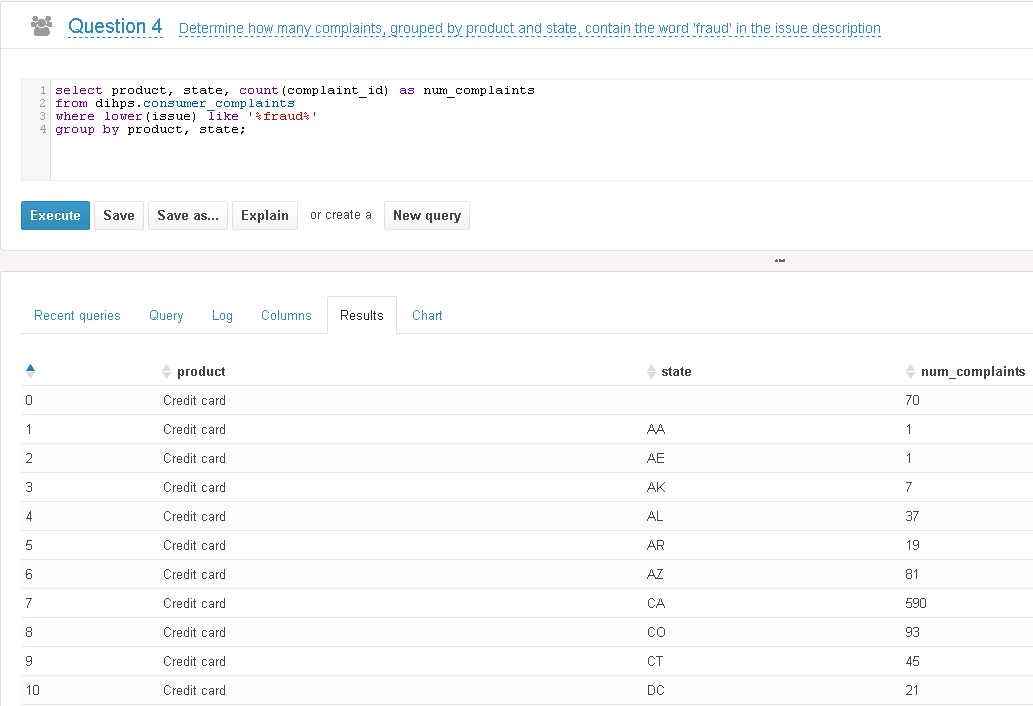 Question 4 Determine how many complaints, grouped by product and state, contain the word 'fraud' in the issue description
1 select product, state, count(complaint_id) as num_complaints
2 from dihps.consumer_complaints
3 where lower(issue) like '%fraud%'
4 group by product, state;
Execute Save Save as... Explain or create a New query
Recent queries Query Log Columns Results Chart
product state num_complaints
0 Credit card 70
1 Credit card AA 1
2 Credit card AE 1
3 Credit card AK 7
4 Credit card AL 37
5 Credit card AR 19
6 Credit card AZ 81
7 Credit card CA 590
8 Credit card CO 93
9 Credit card CT 45
10 Credit card DC 21